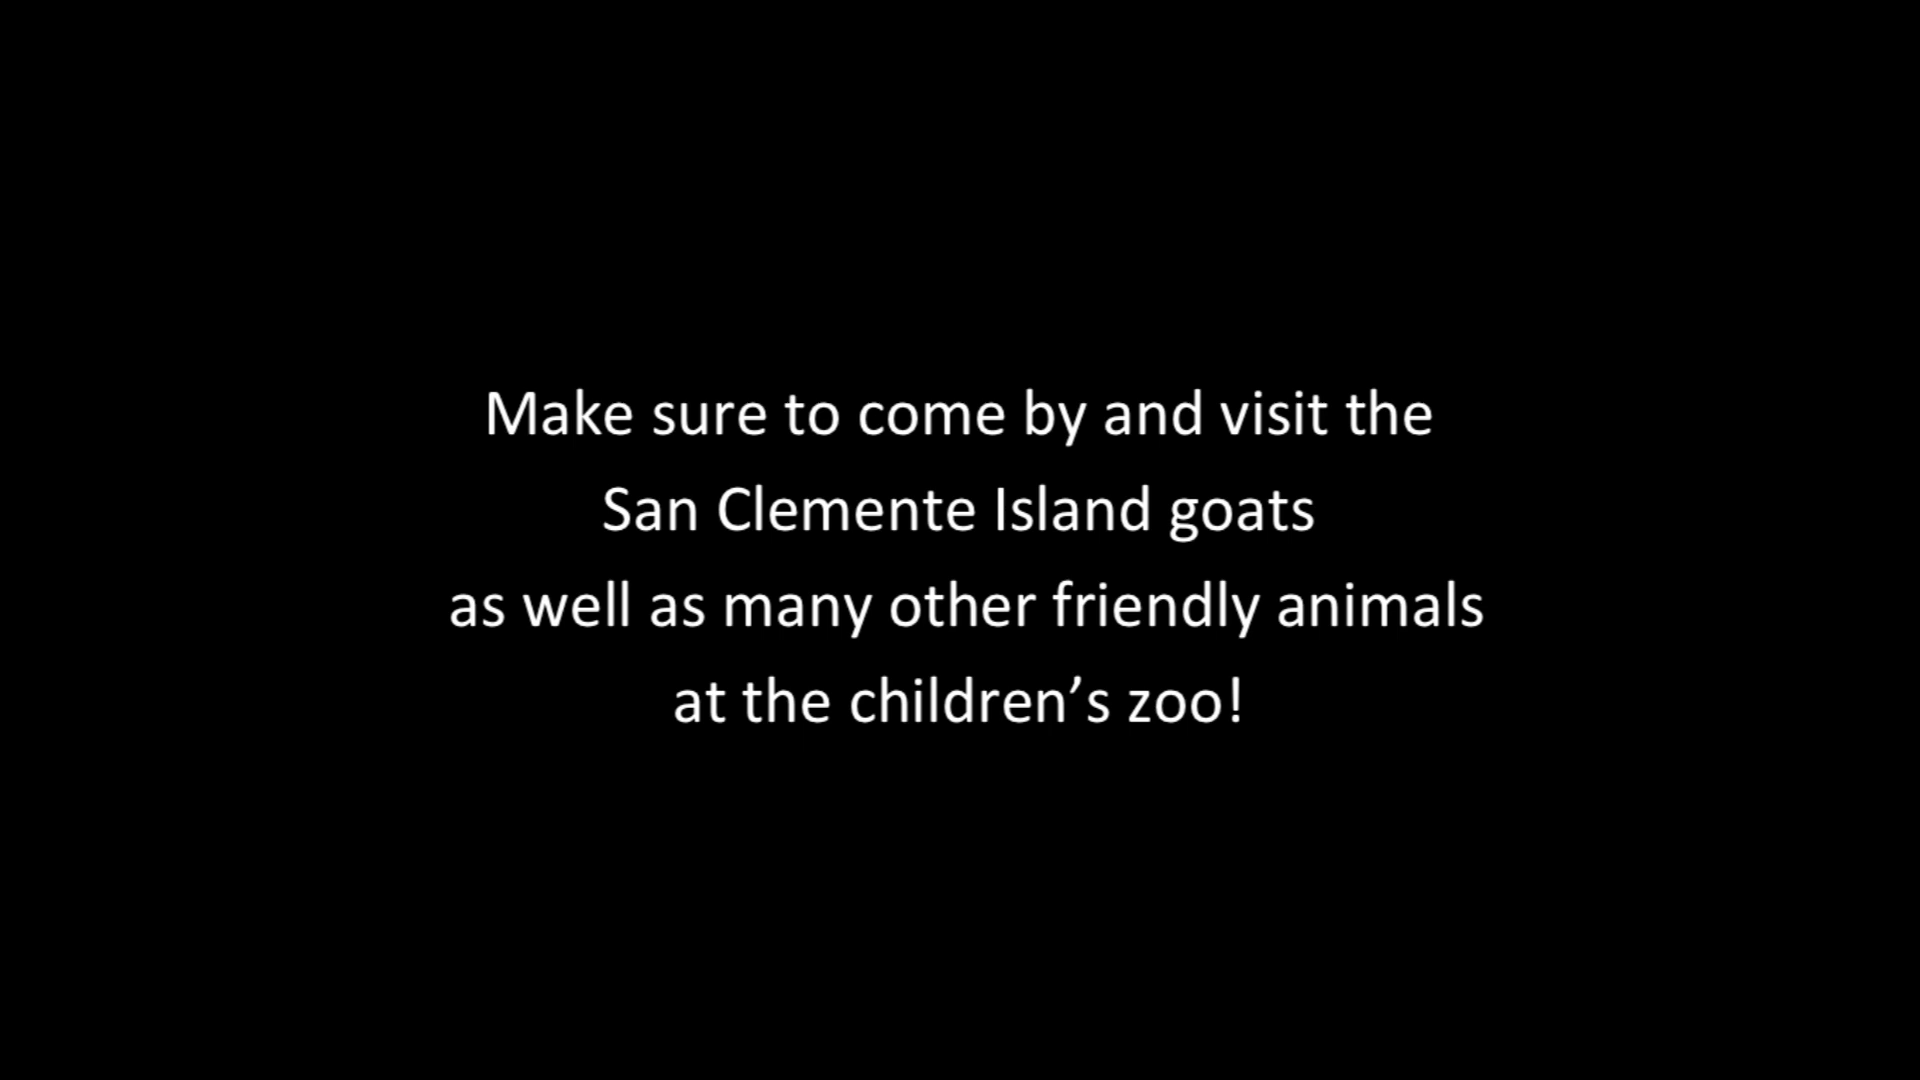 Make sure to come by and visit the
San Clemente Island goats
as well as many other friendly animals
at the children’s zoo!